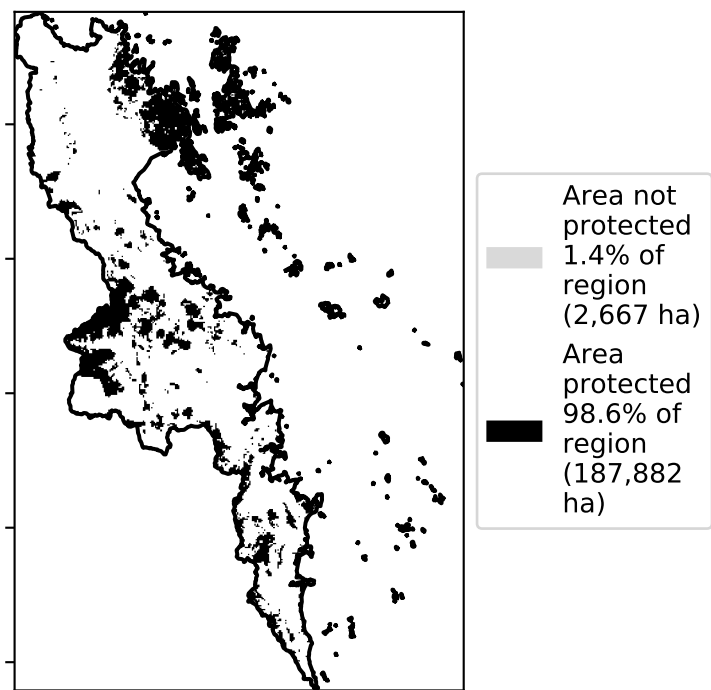 Area not
protected
1.4% of
region
(2,667 ha)
Area
protected
98.6% of
region
(187,882
ha)